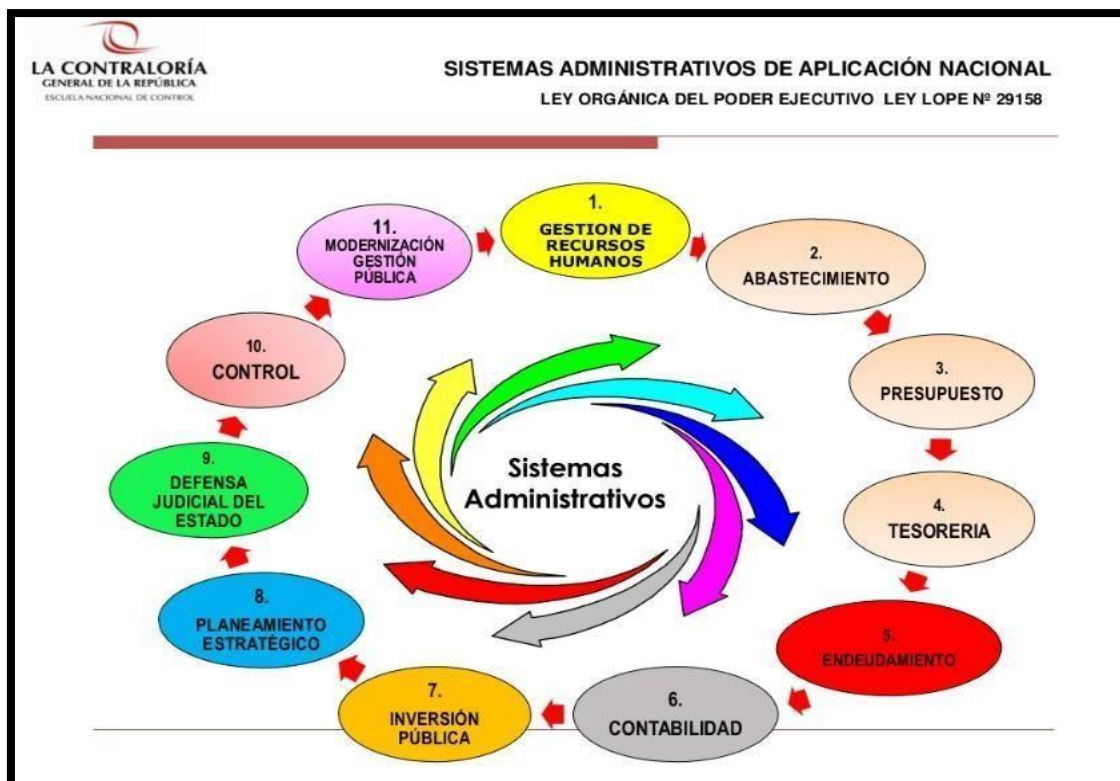 LA CONTRALORÍA
GENERAL DE LA REPÚBLICA
ESCUELA NACIONAL DE CONTROL
SISTEMAS ADMINISTRATIVOS DE APLICACIÓN NACIONAL
LEY ORGÁNICA DEL PODER EJECUTIVO LEY LOPE Nº 29158
1.
GESTION DE
RECURSOS
HUMANOS
2.
ABASTECIMIENTO
3.
PRESUPUESTO
4.
TESORERIA
5.
ENDEUDAMIENTO
6.
CONTABILIDAD
7.
INVERSIÓN
PÚBLICA
8.
PLANEAMIENTO
ESTRATÉGICO
9.
DEFENSA
JUDICIAL DEL
ESTADO
10.
CONTROL
11.
MODERNIZACIÓN
GESTIÓN
PÚBLICA
Sistemas
Administrativos